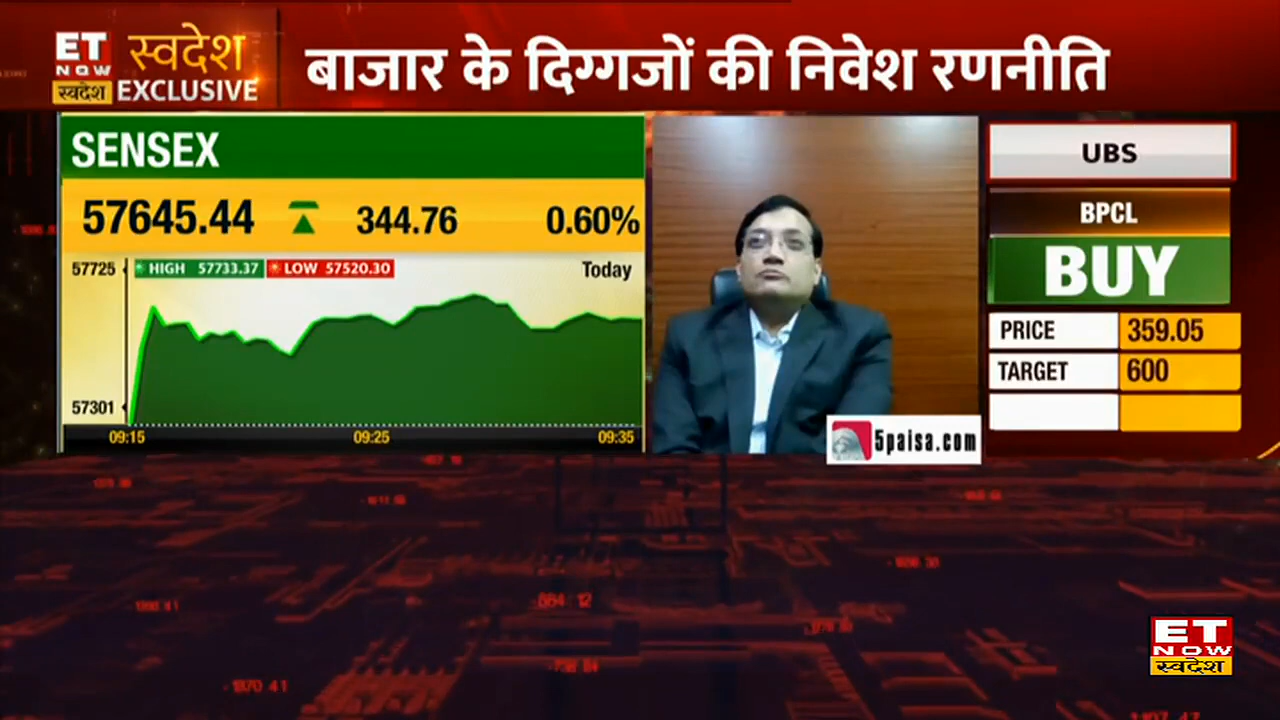 ET NOW स्वदेश
स्वदेश EXCLUSIVE
बाजार के दिग्गजों की निवेश रणनीति
SENSEX
57645.44 344.76 0.60%
57725 HIGH 57733.37 LOW 57520.30 Today
57301
09:15 09:25 09:35
5paisa.com
UBS
BPCL
BUY
PRICE 359.05
TARGET 600
ET
NOW
स्वदेश